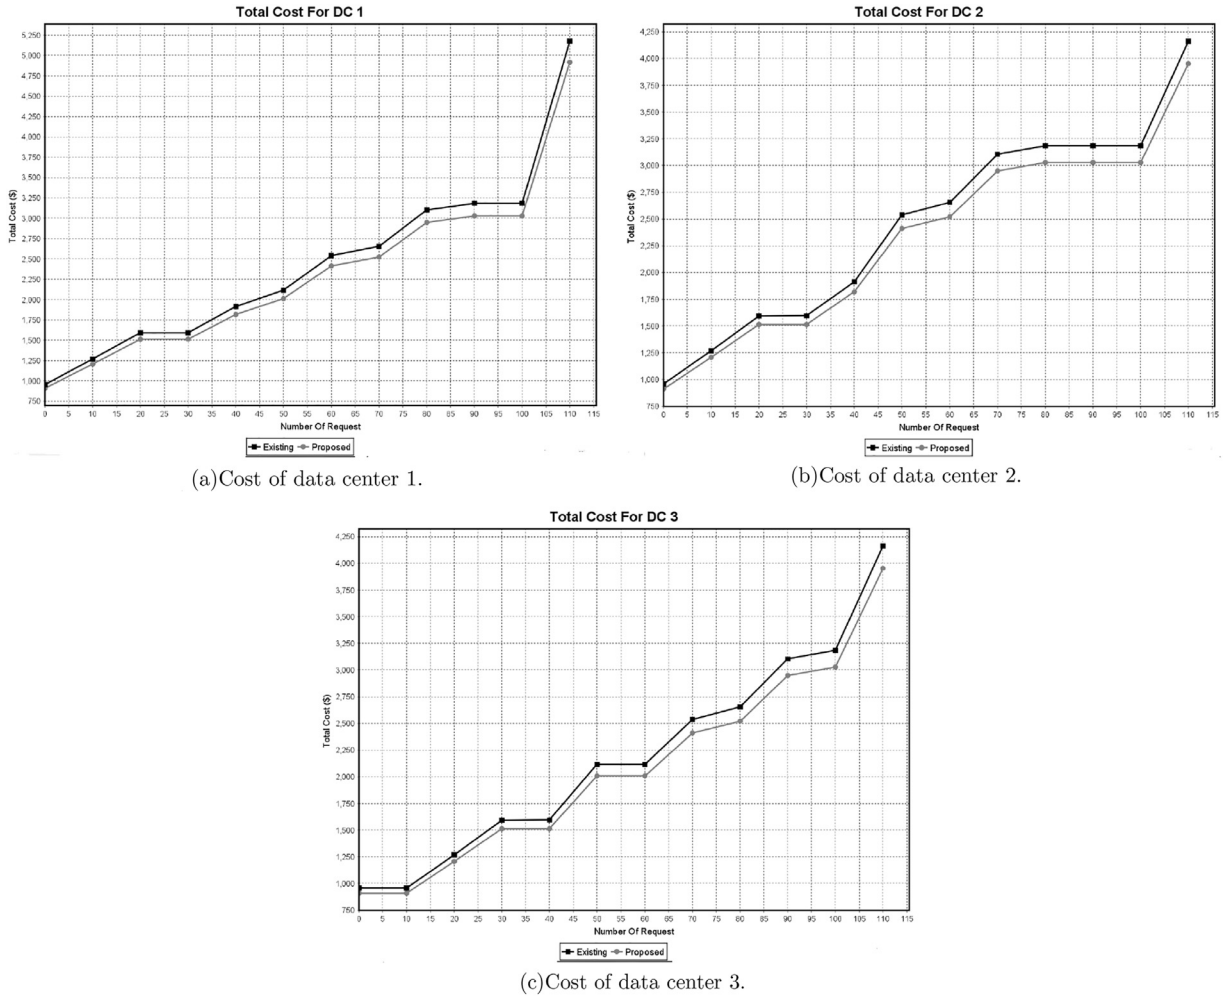 Total Cost For DC 1
5,250
5,000
4,750
4,500
4,250
4,000
3,750
3,500
3,250
3,000
2,750
2,500
2,250
2,000
1,750
1,500
1,250
1,000
750
Total Cost ($)
0 5 10 15 20 25 30 35 40 45 50 55 60 65 70 75 80 85 90 95 100 105 110 115
Number Of Request
Existing Proposed
(a)Cost of data center 1.
Total Cost For DC 2
4,250
4,000
3,750
3,500
3,250
3,000
2,750
2,500
2,250
2,000
1,750
1,500
1,250
1,000
750
Total Cost ($)
0 5 10 15 20 25 30 35 40 45 50 55 60 65 70 75 80 85 90 95 100 105 110 115
Number Of Request
Existing Proposed
(b)Cost of data center 2.
Total Cost For DC 3
4,250
4,000
3,750
3,500
3,250
3,000
2,750
2,500
2,250
2,000
1,750
1,500
1,250
1,000
750
Total Cost ($)
0 5 10 15 20 25 30 35 40 45 50 55 60 65 70 75 80 85 90 95 100 105 110 115
Number Of Request
Existing Proposed
(c)Cost of data center 3.